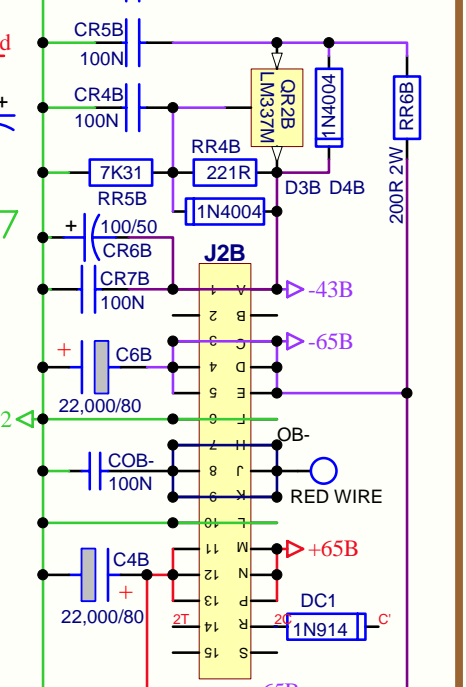 CR5B
100N
d
CR4B
100N
QR2B
LM337M
1N4004
RR6B
200R 2W
+
RR4B
7K31
221R
RR5B
D3B D4B
1N4004
+ 100/50
CR6B
J2B
CR7B
100N
1 A
-43B
2 B
3 C
-65B
+
C6B
4 D
5 E
22,000/80
2
6 F
7 H
OB-
COB-
100N
8 J
9 K
RED WIRE
10 L
11 M
+65B
C4B
12 N
+
13 P
22,000/80
DC1
2T
14 R
2C
1N914
C'
15 S
-65B